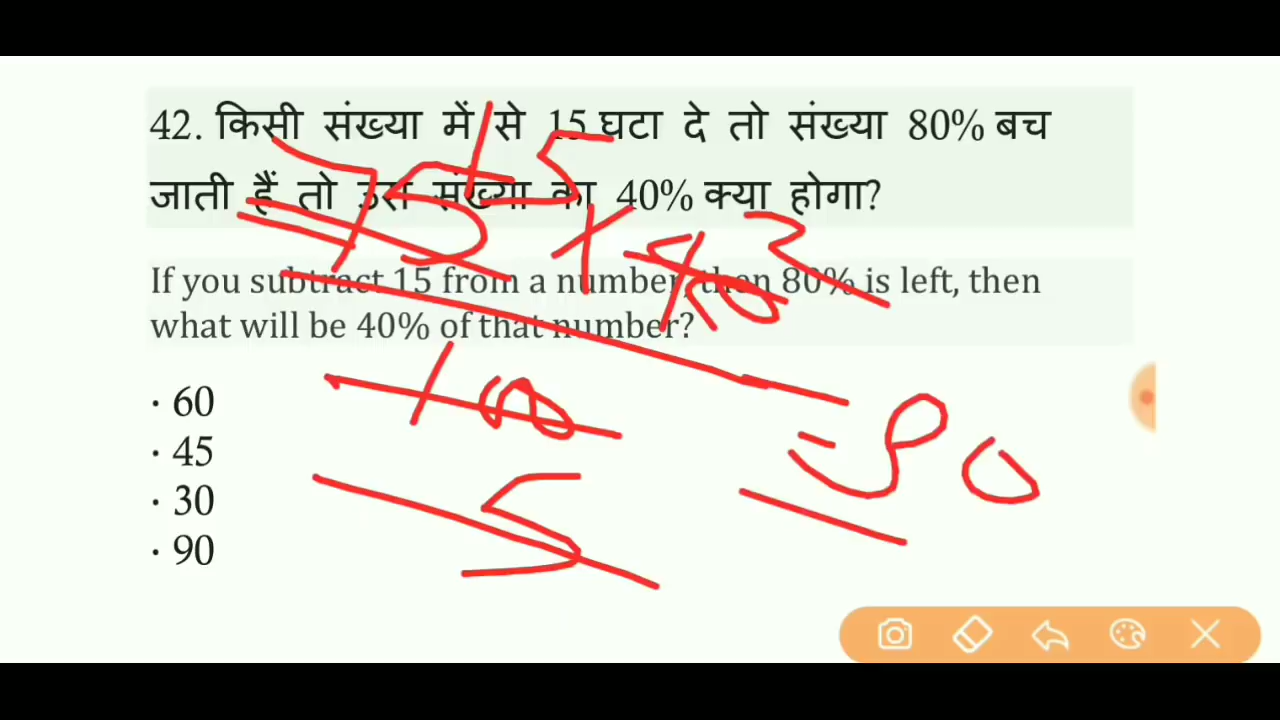 42. किसी संख्या में से 15 घटा दे तो संख्या 80% बच
जाती हैं तो उस संख्या का 40% क्या होगा?
If you subtract 15 from a number, then 80% is left, then
what will be 40% of that number?
· 60
· 45
· 30
· 90